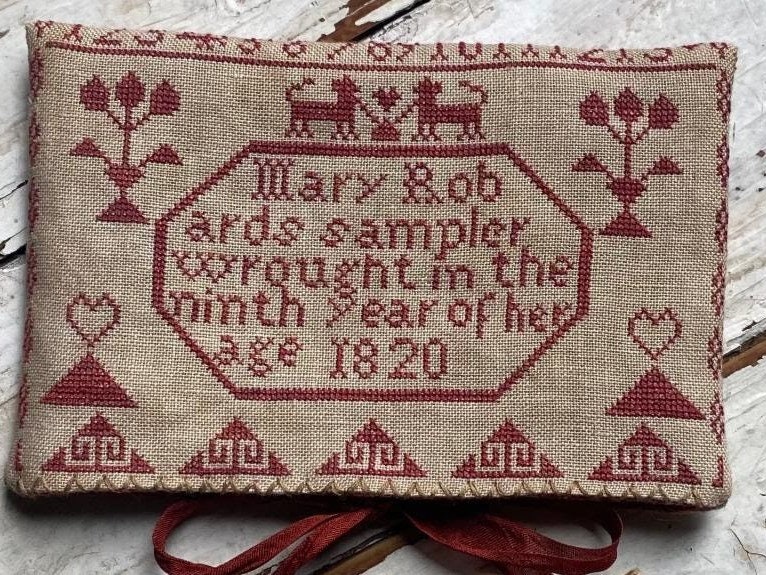 Mary Rob
ards sampler
wrought in the
ninth year of her
age 1820